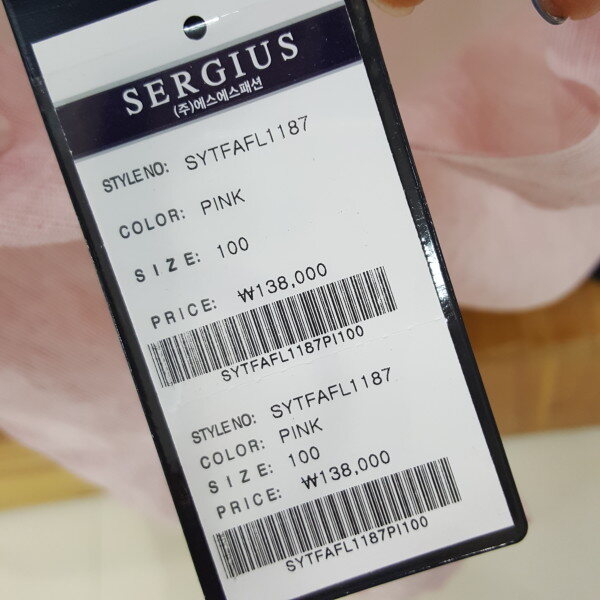 SERGIUS
(주)에스에스패션
STYLE NO: SYTFAFL1187
COLOR: PINK
SIZE: 100
PRICE: ₩138,000
SYTFAFL1187PI100
STYLE NO: SYTFAFL1187
COLOR: PINK
SIZE: 100
PRICE: ₩138,000
SYTFAFL1187PI100